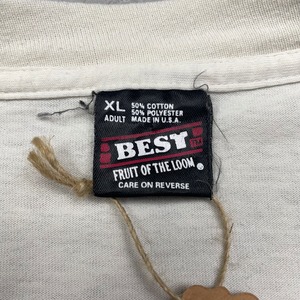 XL 50% COTTON
50% POLYESTER
ADULT MADE IN U.S.A.
BEST
FRUIT OF THE LOOM®
CARE ON REVERSE